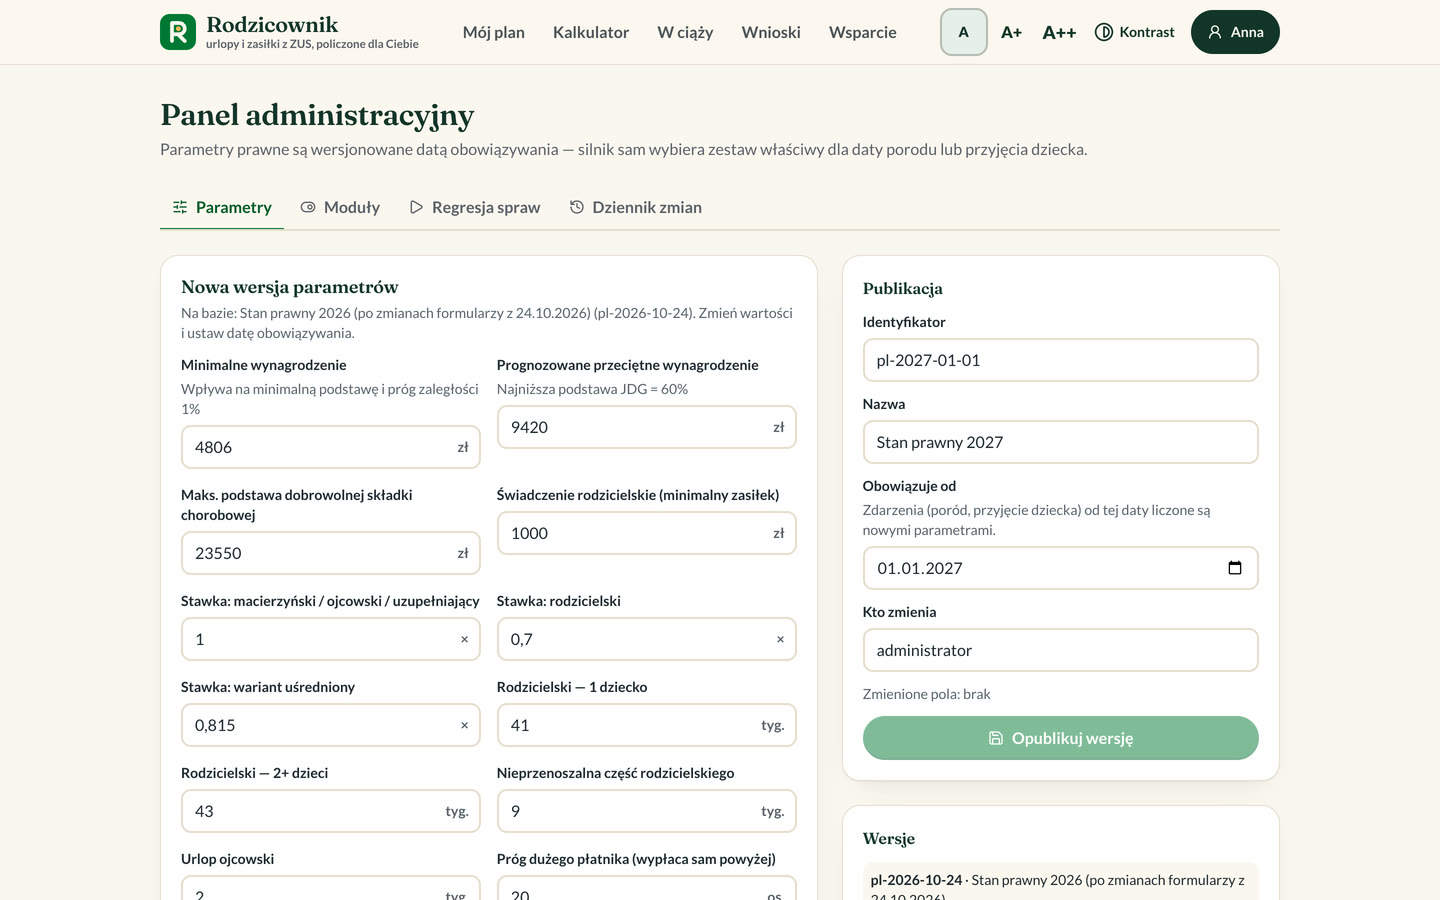 Rodzicownik
urlopy i zasiłki z ZUS, policzone dla Ciebie
Mój plan
Kalkulator
W ciąży
Wnioski
Wsparcie
A
A+
A++
Kontrast
Anna
Panel administracyjny
Parametry prawne są wersjonowane datą obowiązywania — silnik sam wybiera zestaw właściwy dla daty porodu lub przyjęcia dziecka.
Parametry
Moduły
Regresja spraw
Dziennik zmian
Nowa wersja parametrów
Na bazie: Stan prawny 2026 (po zmianach formularzy z 24.10.2026) (pl-2026-10-24). Zmień wartości
i ustaw datę obowiązywania.
Minimalne wynagrodzenie
Wpływa na minimalną podstawę i próg zaległości
1%
4806 zł
Prognozowane przeciętne wynagrodzenie
Najniższa podstawa JDG = 60%
9420 zł
Maks. podstawa dobrowolnej składki
chorobowej
23550 zł
Świadczenie rodzicielskie (minimalny zasiłek)
1000 zł
Stawka: macierzyński / ojcowski / uzupełniający
1 ×
Stawka: rodzicielski
0,7 ×
Stawka: wariant uśredniony
0,815 ×
Rodzicielski — 1 dziecko
41 tyg.
Rodzicielski — 2+ dzieci
43 tyg.
Nieprzenoszalna część rodzicielskiego
9 tyg.
Urlop ojcowski
2 tyg.
Próg dużego płatnika (wypłaca sam powyżej)
20 os.
Publikacja
Identyfikator
pl-2027-01-01
Nazwa
Stan prawny 2027
Obowiązuje od
Zdarzenia (poród, przyjęcie dziecka) od tej daty liczone są
nowymi parametrami.
01.01.2027
Kto zmienia
administrator
Zmienione pola: brak
Opublikuj wersję
Wersje
pl-2026-10-24 · Stan prawny 2026 (po zmianach formularzy z
24.10.2026)